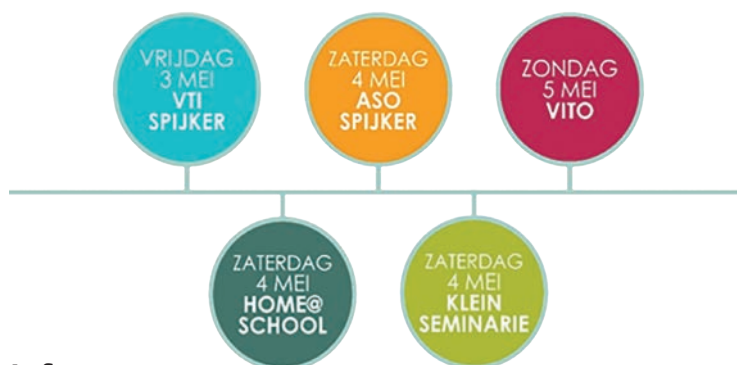 VRIJDAG
3 MEI
VTI
SPIJKER
ZATERDAG
4 MEI
ASO
SPIJKER
ZONDAG
5 MEI
VITO
ZATERDAG
4 MEI
HOME@
SCHOOL
ZATERDAG
4 MEI
KLEIN
SEMINARIE